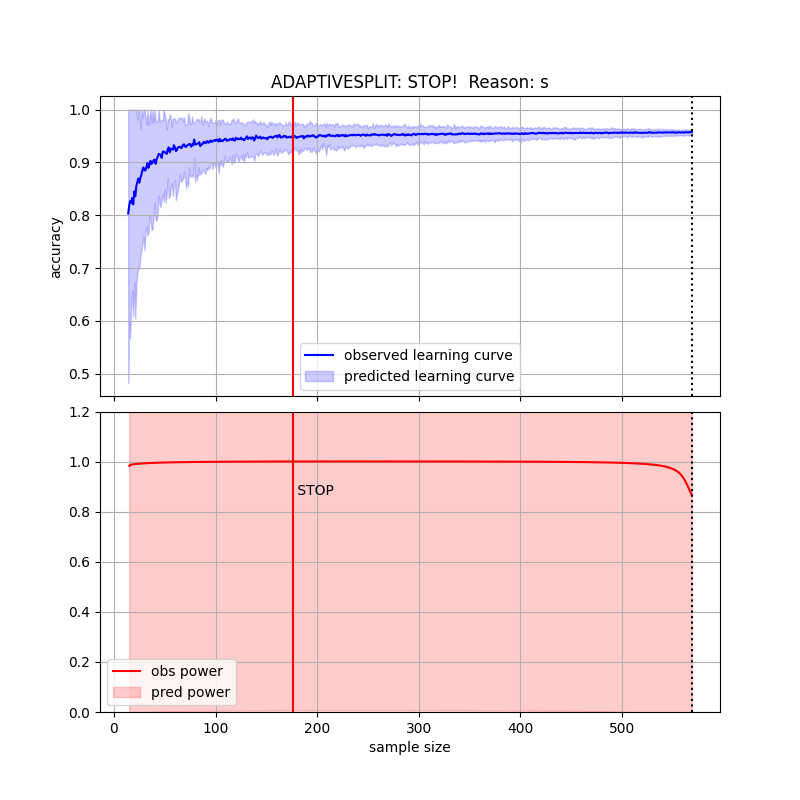 ADAPTIVESPLIT: STOP!  Reason: s
1.0
0.9
0.8
0.7
0.6
0.5
accuracy
observed learning curve
predicted learning curve
1.2
1.0
0.8
0.6
0.4
0.2
0.0
STOP
obs power
pred power
0 100 200 300 400 500
sample size